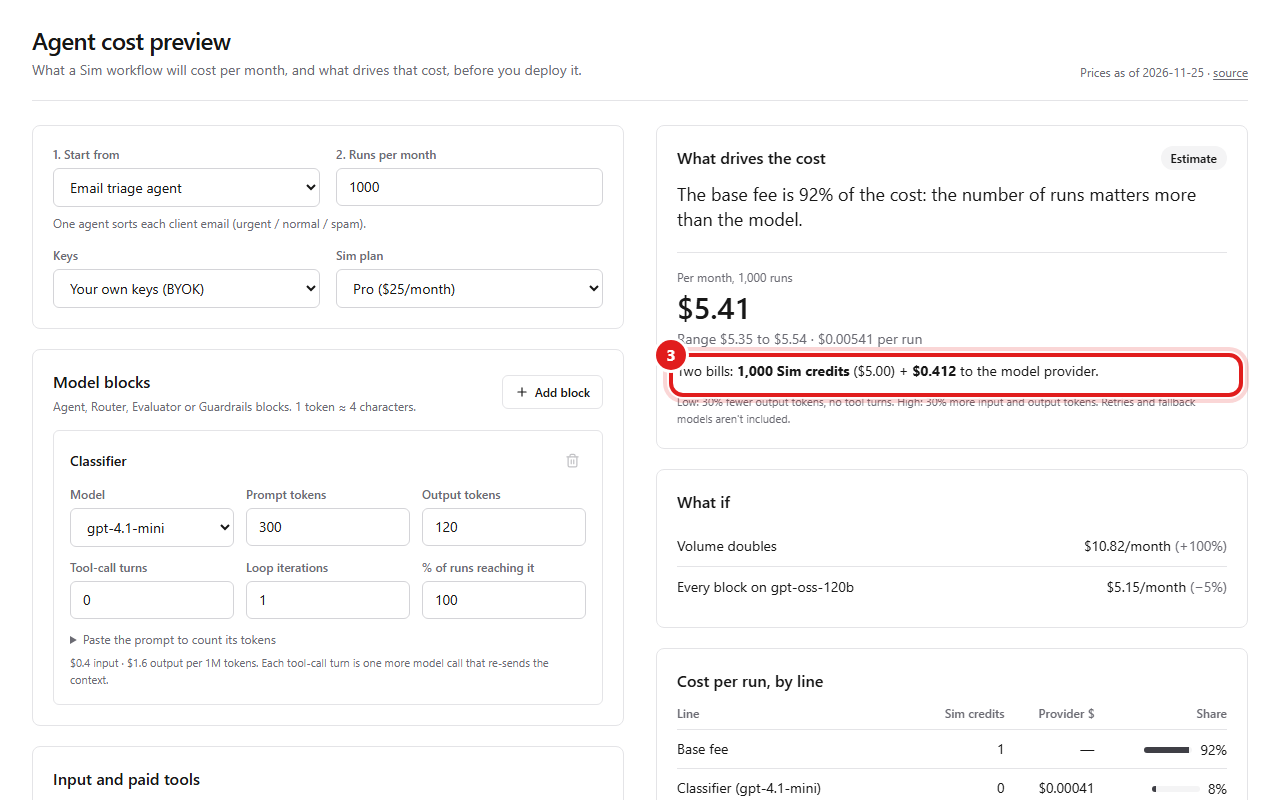 Agent cost preview
What a Sim workflow will cost per month, and what drives that cost, before you deploy it.
Prices as of 2026-11-25 · source
1. Start from
2. Runs per month
Email triage agent
1000
One agent sorts each client email (urgent / normal / spam).
Keys
Sim plan
Your own keys (BYOK)
Pro ($25/month)
Model blocks
Agent, Router, Evaluator or Guardrails blocks. 1 token ≈ 4 characters.
+ Add block
Classifier
Model
Prompt tokens
Output tokens
gpt-4.1-mini
300
120
Tool-call turns
Loop iterations
% of runs reaching it
0
1
100
Paste the prompt to count its tokens
$0.4 input · $1.6 output per 1M tokens. Each tool-call turn is one more model call that re-sends the
context.
Input and paid tools
What drives the cost
Estimate
The base fee is 92% of the cost: the number of runs matters more
than the model.
Per month, 1,000 runs
$5.41
Range $5.35 to $5.54 · $0.00541 per run
3
Two bills: 1,000 Sim credits ($5.00) + $0.412 to the model provider.
Low: 30% fewer output tokens, no tool turns. High: 30% more input and output tokens. Retries and fallback
models aren't included.
What if
Volume doubles
$10.82/month (+100%)
Every block on gpt-oss-120b
$5.15/month (−5%)
Cost per run, by line
Line
Sim credits
Provider $
Share
Base fee
1
—
92%
Classifier (gpt-4.1-mini)
0
$0.00041
8%